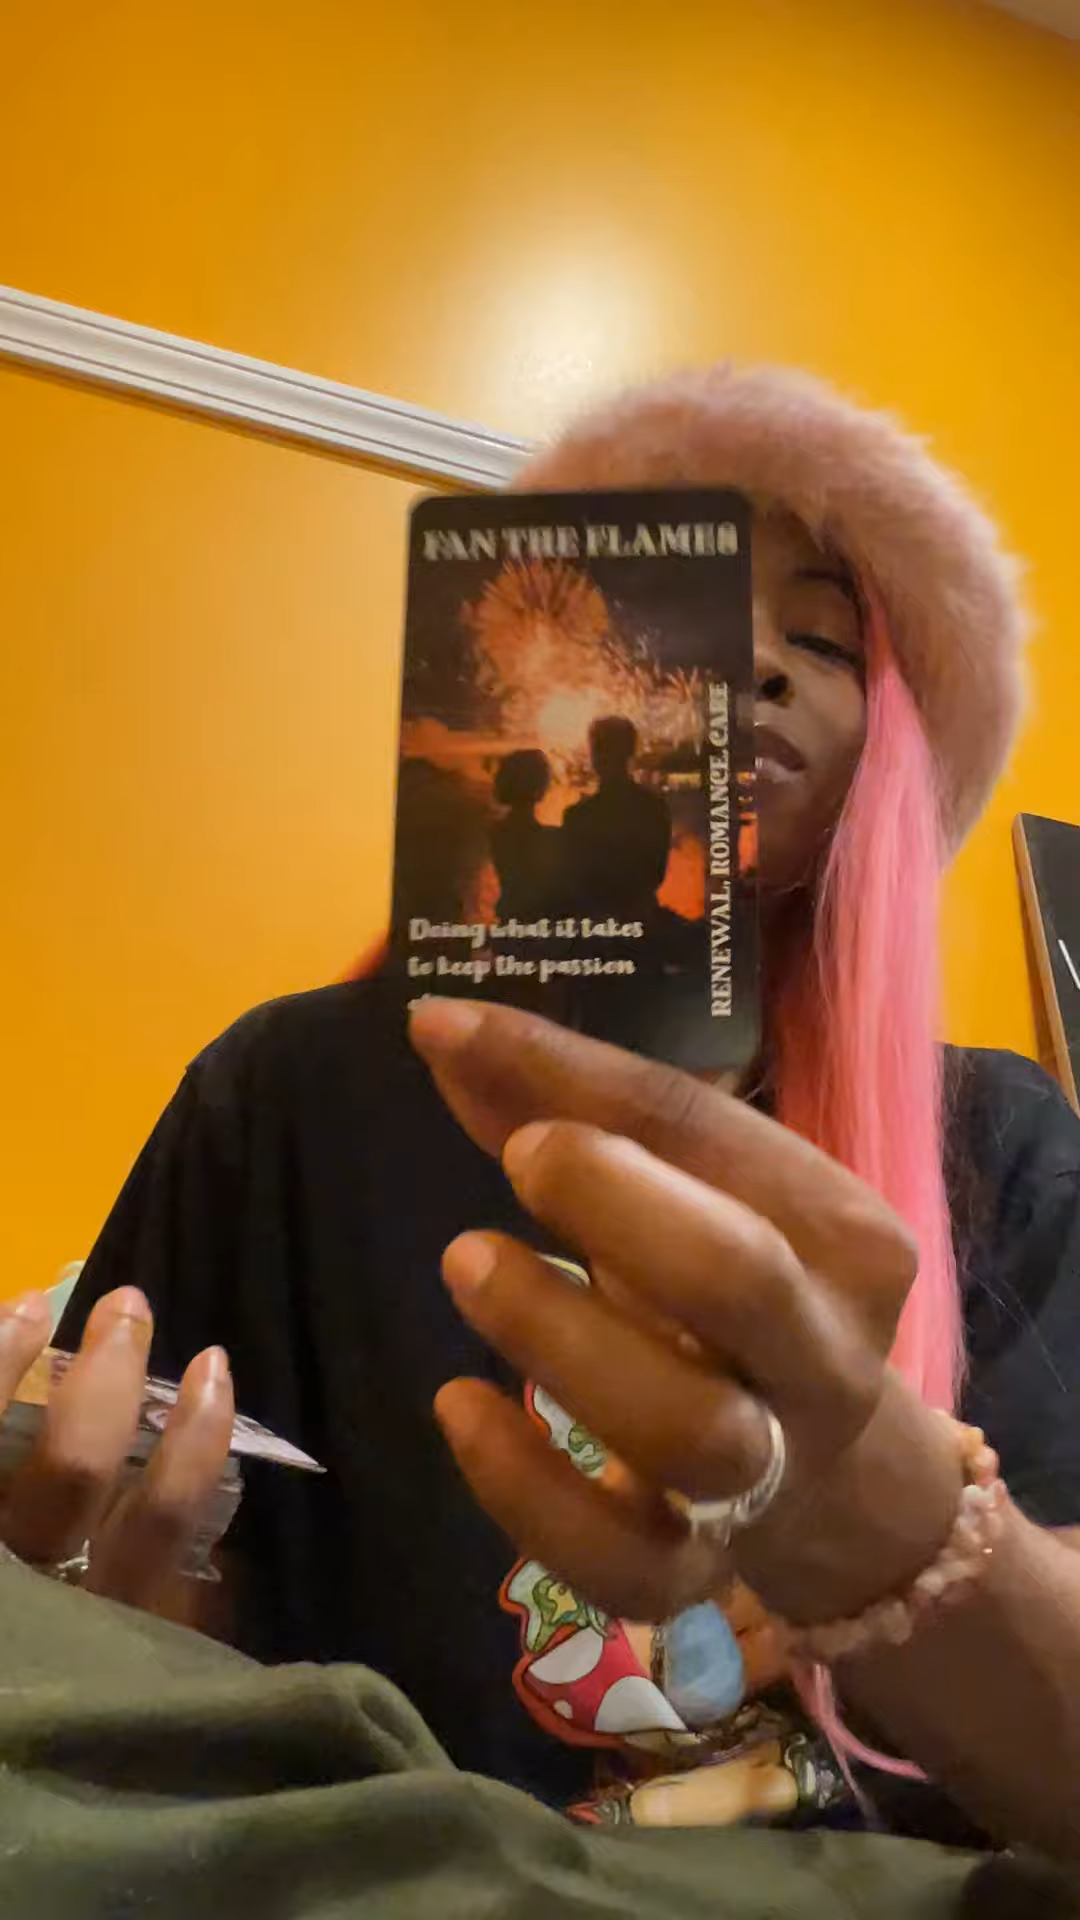 FAN THE FLAMES
Doing what it takes
to keep the passion
RENEWAL, ROMANCE, CARE